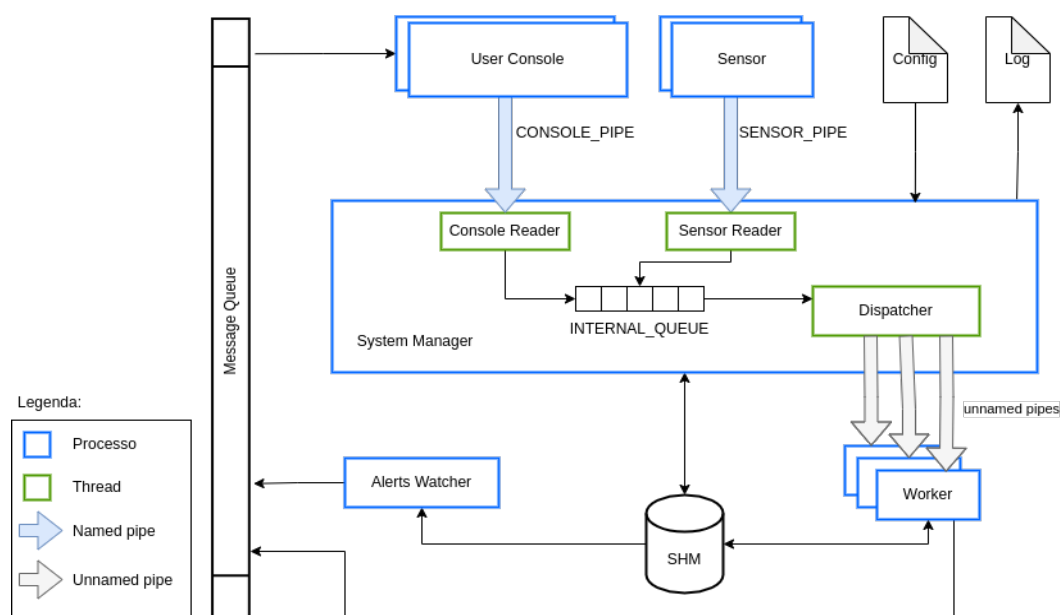 User Console
Sensor
Config
Log
CONSOLE_PIPE
SENSOR_PIPE
Console Reader
Sensor Reader
Dispatcher
INTERNAL_QUEUE
System Manager
Message Queue
unnamed pipes
Legenda:
Processo
Thread
Named pipe
Unnamed pipe
Alerts Watcher
Worker
SHM